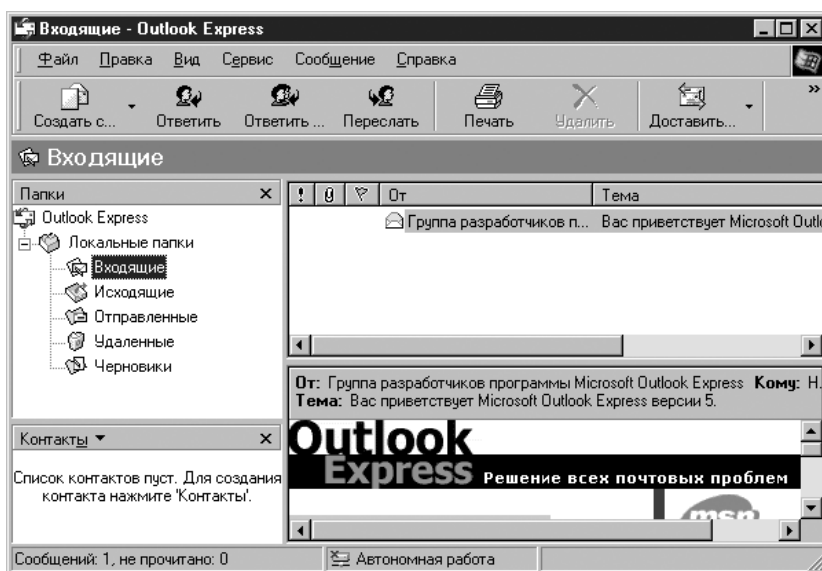 Входящие - Outlook Express
Файл Правка Вид Сервис Сообщение Справка
Создать с... Ответить Ответить ... Переслать Печать Удалить Доставить... »
Входящие
Папки
Outlook Express
Локальные папки
Входящие
Исходящие
Отправленные
Удаленные
Черновики
Контакты
Список контактов пуст. Для создания
контакта нажмите 'Контакты'.
! От Тема
Группа разработчиков п... Вас приветствует Microsoft Outl
От: Группа разработчиков программы Microsoft Outlook Express Кому: Н.
Тема: Вас приветствует Microsoft Outlook Express версии 5.
Outlook
Express Решение всех почтовых проблем
msn
Сообщений: 1, не прочитано: 0 Автономная работа